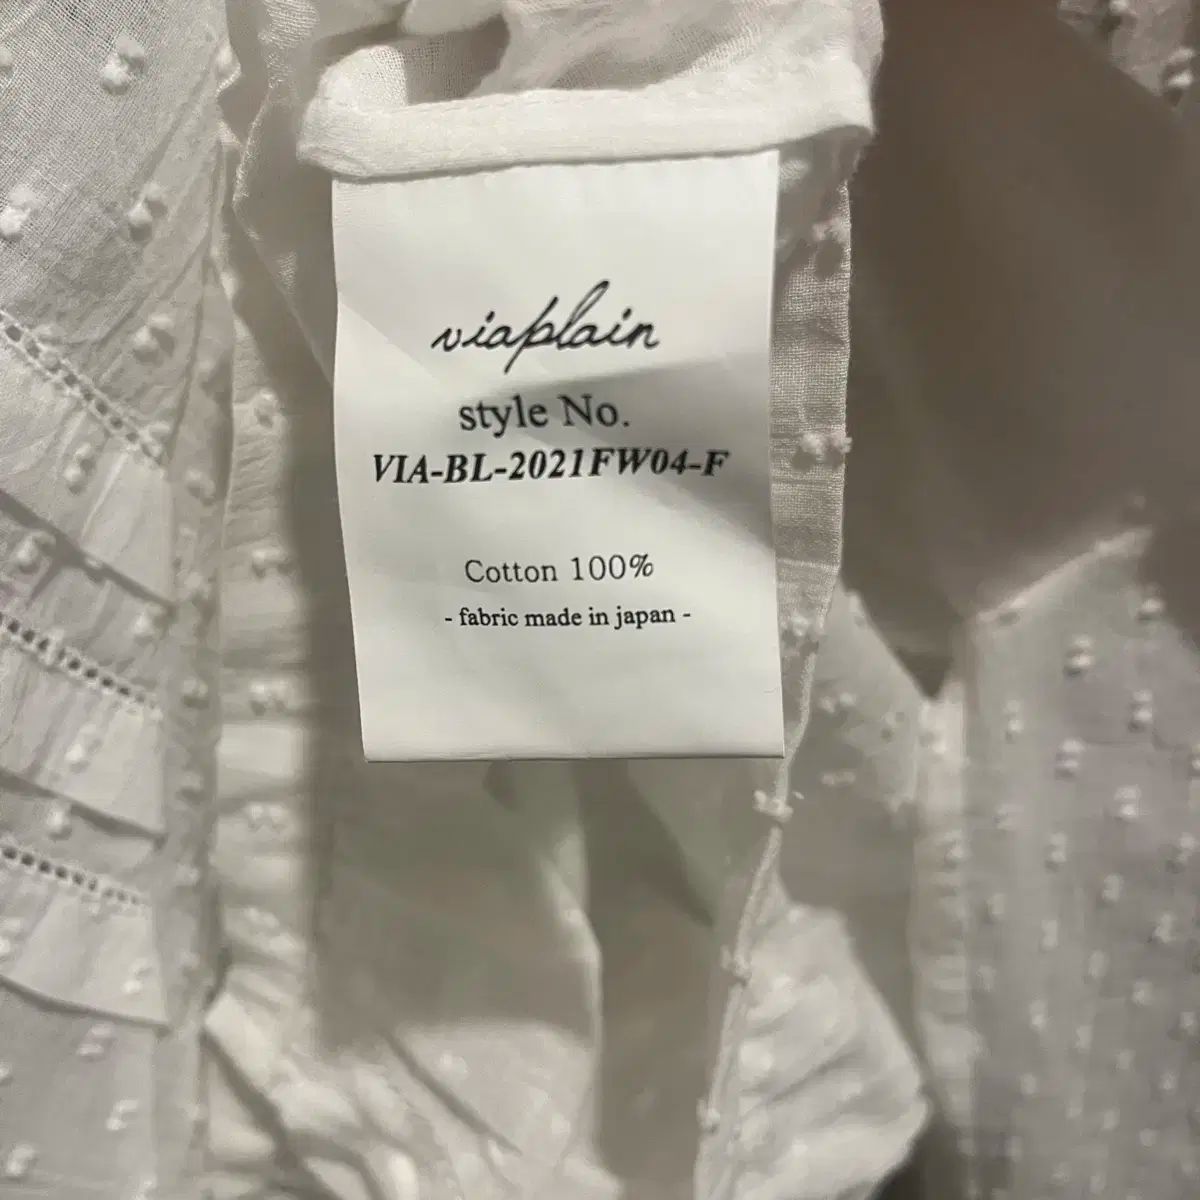 viaplain
style No.
VIA-BL-2021FW04-F
Cotton 100%
- fabric made in japan -